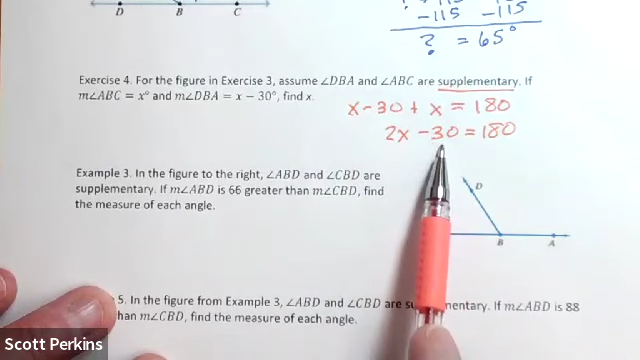 -115 -115
? = 65°
D B C
Exercise 4. For the figure in Exercise 3, assume ∠DBA and ∠ABC are supplementary. If
m∠ABC = x° and m∠DBA = x − 30°, find x.
x - 30 + x = 180
2x - 30 = 180
Example 3. In the figure to the right, ∠ABD and ∠CBD are
supplementary. If m∠ABD is 66 greater than m∠CBD, find
the measure of each angle.
D
B A
5. In the figure from Example 3, ∠ABD and ∠CBD are mentary. If m∠ABD is 88
han m∠CBD, find the measure of each angle.
Scott Perkins